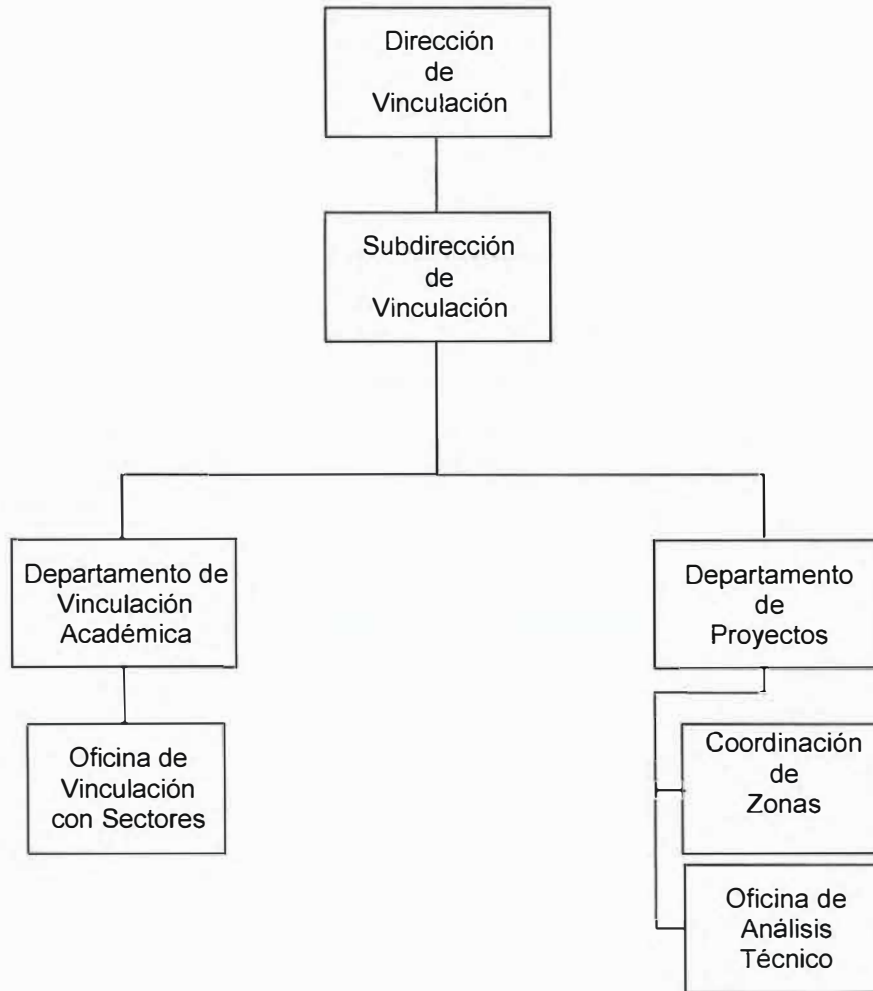 Dirección
de
Vinculación
Subdirección
de
Vinculación
Departamento de
Vinculación
Académica
Departamento
de
Proyectos
Oficina de
Vinculación
con Sectores
Coordinación
de
Zonas
Oficina de
Análisis
Técnico